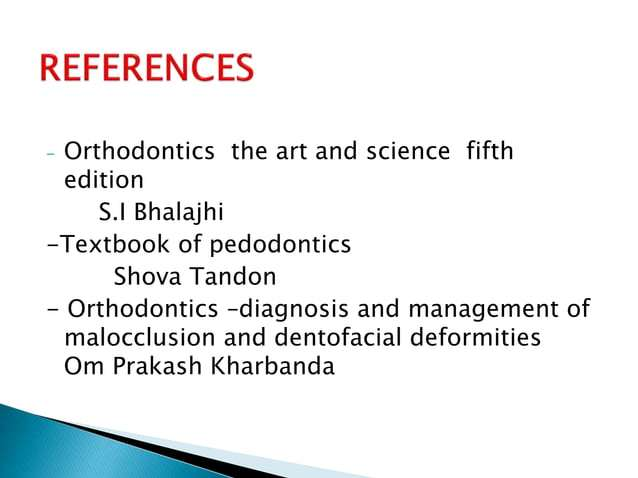 REFERENCES
- Orthodontics the art and science fifth
edition
S.I Bhalajhi
-Textbook of pedodontics
Shova Tandon
- Orthodontics –diagnosis and management of
malocclusion and dentofacial deformities
Om Prakash Kharbanda